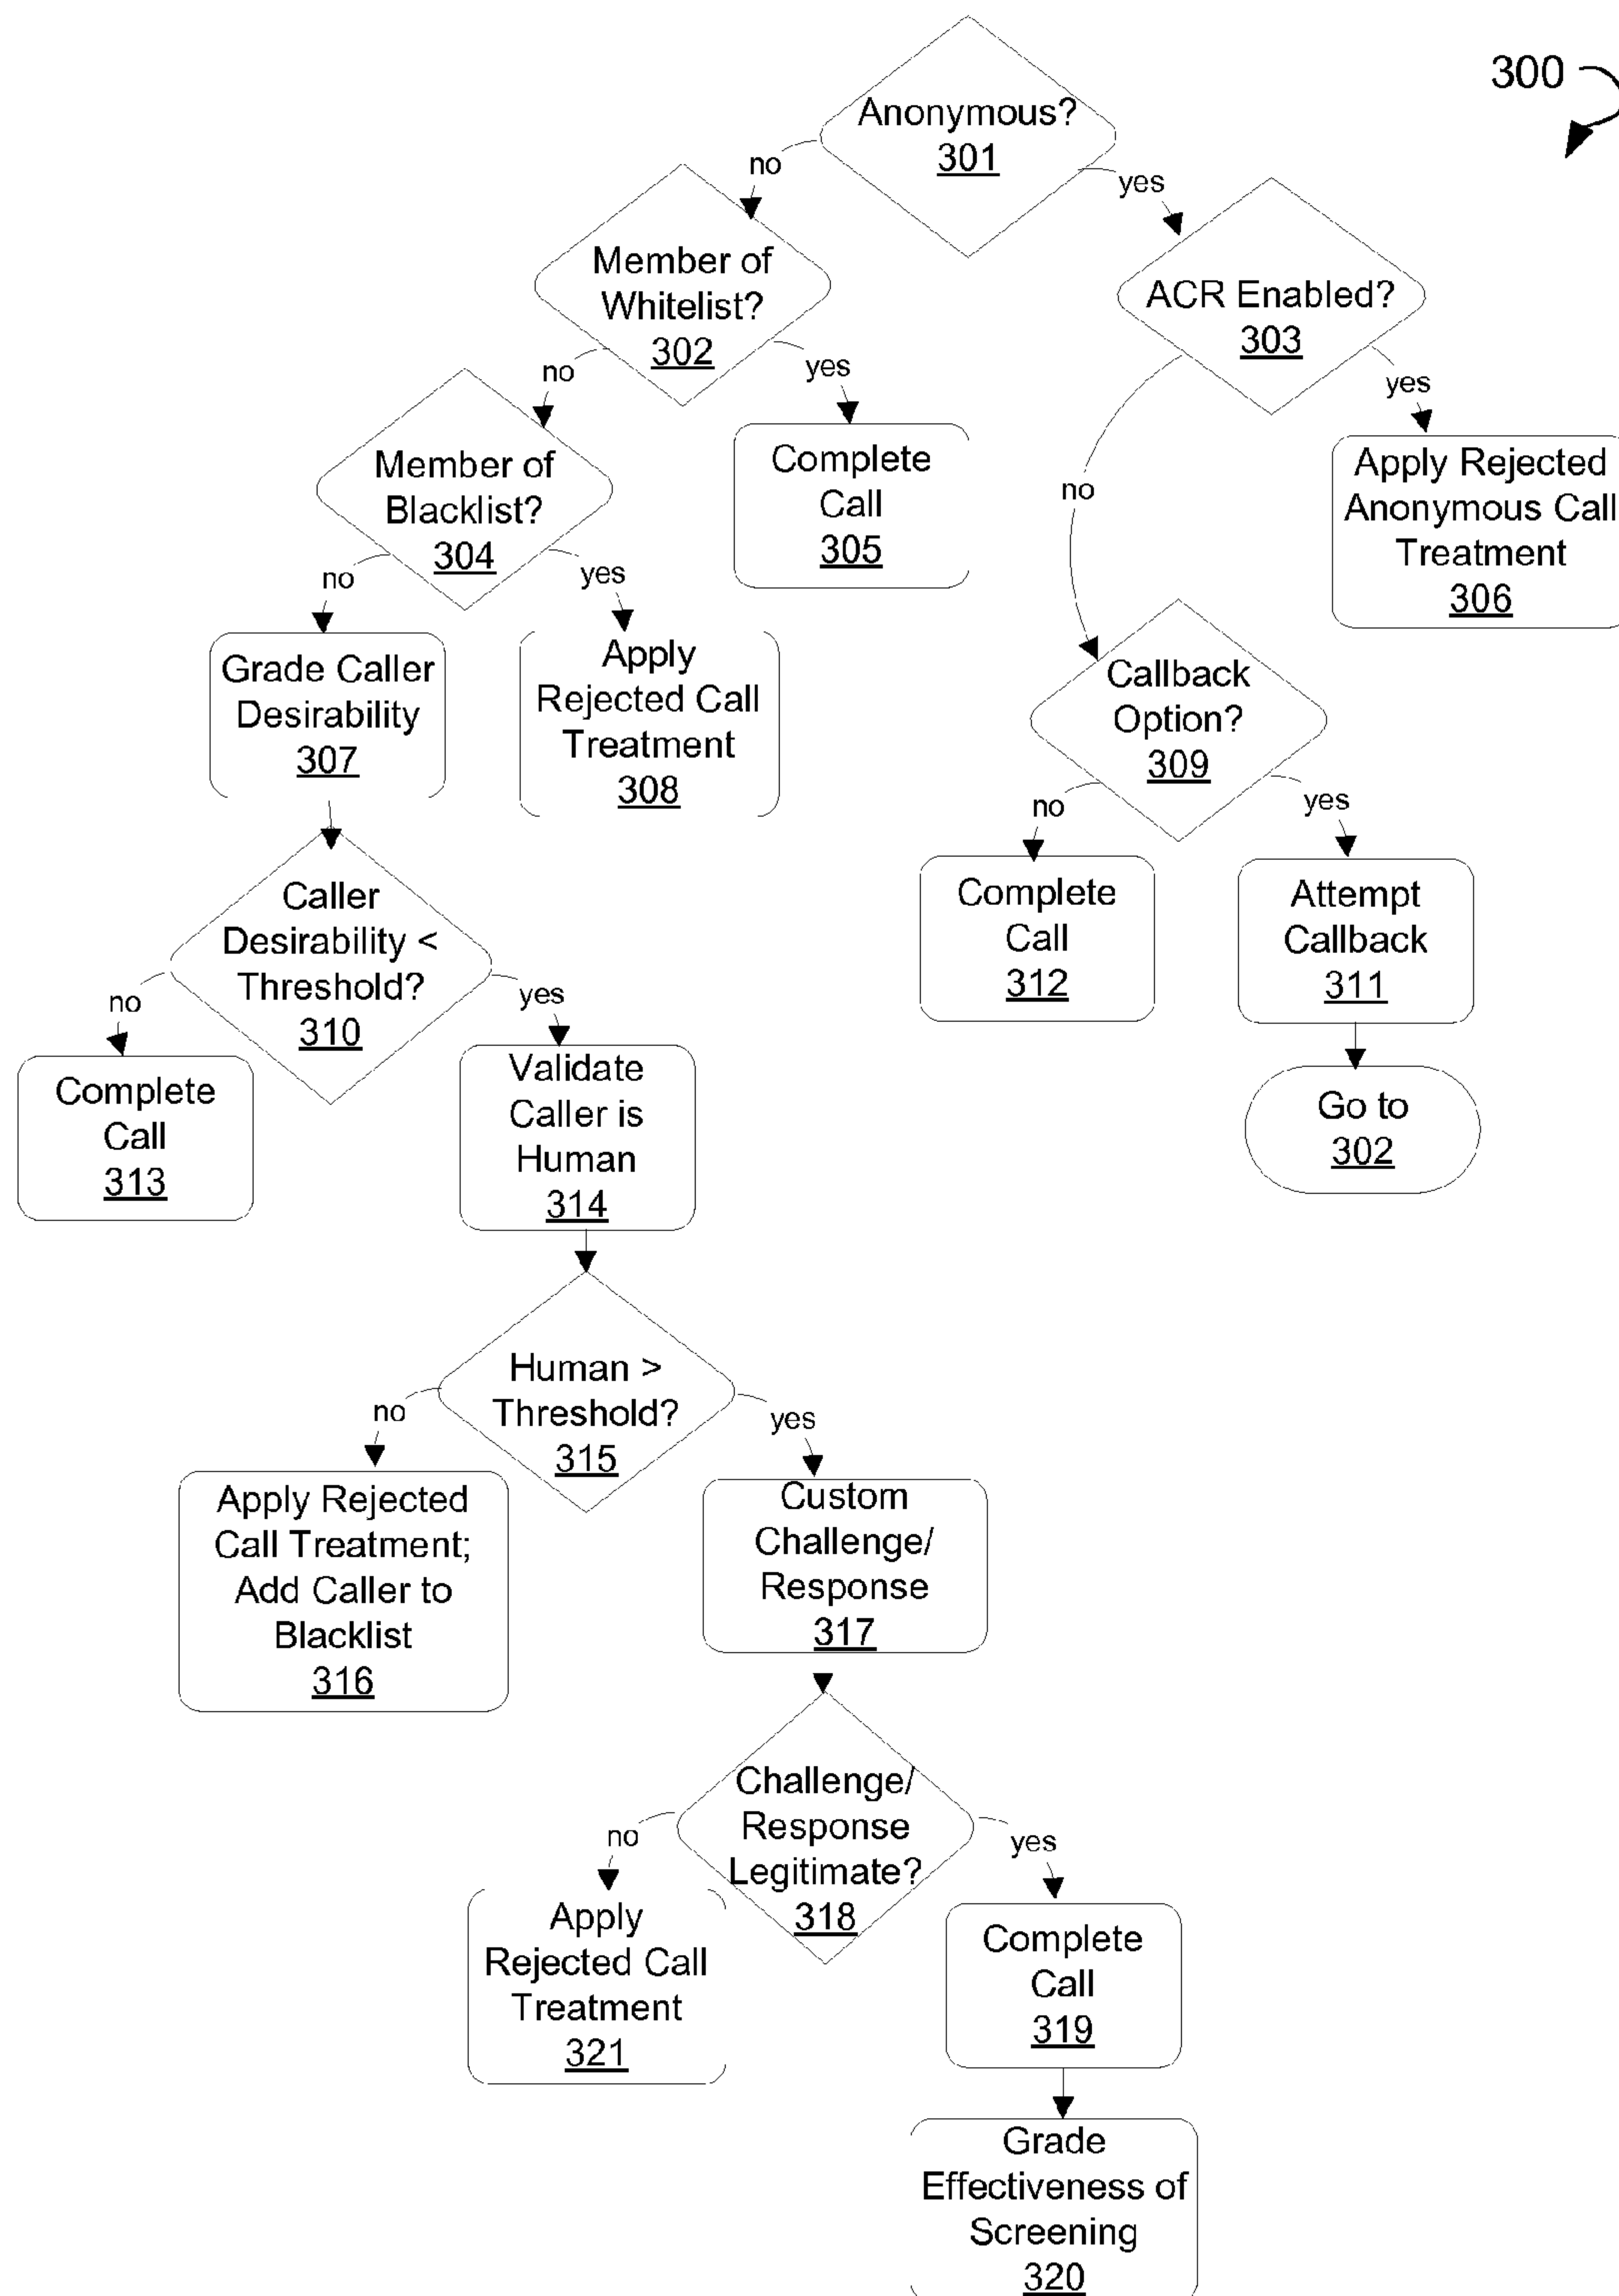 300
Anonymous?
301
no
yes
Member of
Whitelist?
302
ACR Enabled?
303
no
yes
no
yes
Member of
Blacklist?
304
Complete
Call
305
Apply Rejected
Anonymous Call
Treatment
306
no
yes
Grade Caller
Desirability
307
Apply
Rejected Call
Treatment
308
Callback
Option?
309
no
yes
Caller
Desirability <
Threshold?
310
Complete
Call
312
Attempt
Callback
311
no
yes
Complete
Call
313
Validate
Caller is
Human
314
Go to
302
Human >
Threshold?
315
no
yes
Apply Rejected
Call Treatment;
Add Caller to
Blacklist
316
Custom
Challenge/
Response
317
Challenge/
Response
Legitimate?
318
no
yes
Apply
Rejected Call
Treatment
321
Complete
Call
319
Grade
Effectiveness of
Screening
320